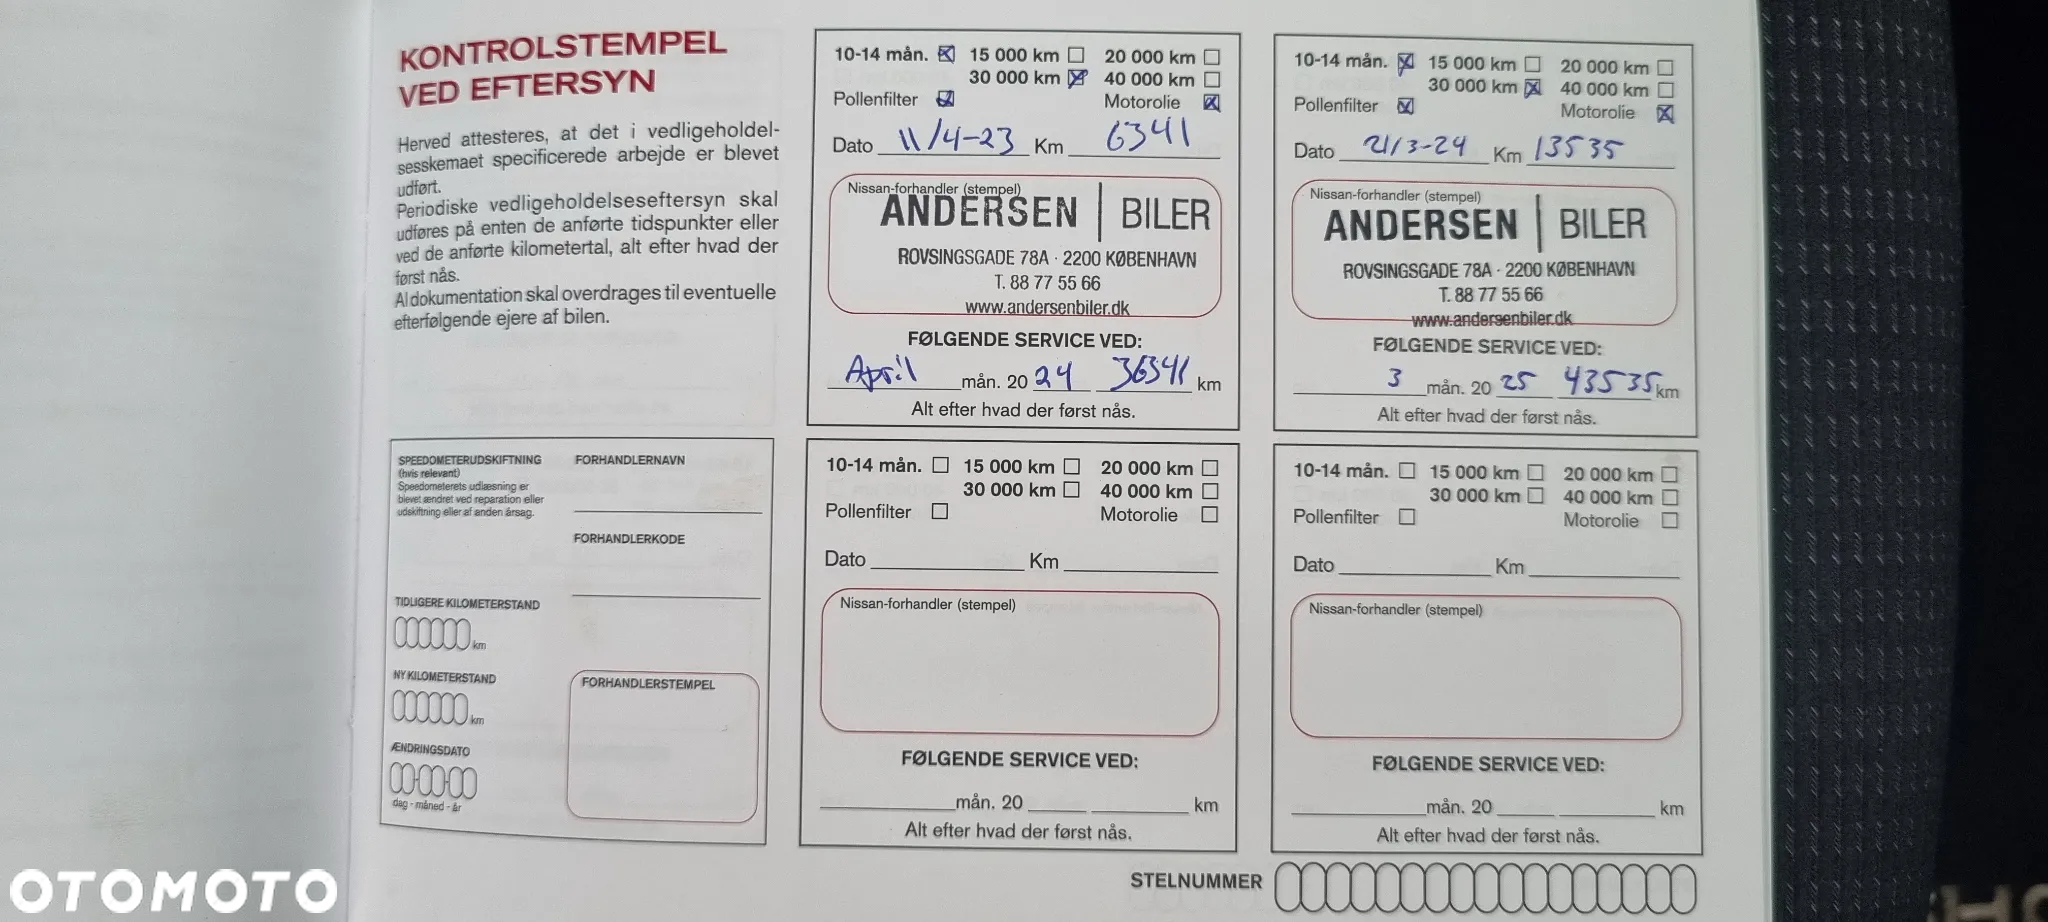 KONTROLSTEMPEL
VED EFTERSYN
Herved attesteres, at det i vedligeholdel-
sesskemaet specificerede arbejde er blevet
udført.
Periodiske vedligeholdelseseftersyn skal
udføres på enten de anførte tidspunkter eller
ved de anførte kilometertal, alt efter hvad der
først nås.
Al dokumentation skal overdrages til eventuelle
efterfølgende ejere af bilen.
10-14 mån. 15 000 km 20 000 km
30 000 km 40 000 km
Pollenfilter Motorolie
Dato 11/4-23 Km 6341
Nissan-forhandler (stempel)
ANDERSEN | BILER
ROVSINGSGADE 78A · 2200 KØBENHAVN
T. 88 77 55 66
www.andersenbiler.dk
FØLGENDE SERVICE VED:
April mån. 20 24 36341 km
Alt efter hvad der først nås.
10-14 mån. 15 000 km 20 000 km
30 000 km 40 000 km
Pollenfilter Motorolie
Dato 21/3-24 Km 13535
Nissan-forhandler (stempel)
ANDERSEN | BILER
ROVSINGSGADE 78A · 2200 KØBENHAVN
T. 88 77 55 66
www.andersenbiler.dk
FØLGENDE SERVICE VED:
3 mån. 20 25 43535 km
Alt efter hvad der først nås.
SPEEDOMETERUDSKIFTNING
(hvis relevant)
Speedometerets udlæsning er
blevet ændret ved reparation eller
udskiftning eller af anden årsag.
FORHANDLERNAVN
FORHANDLERKODE
TIDLIGERE KILOMETERSTAND
km
NY KILOMETERSTAND
km
ÆNDRINGSDATO
dag - måned - år
FORHANDLERSTEMPEL
10-14 mån. 15 000 km 20 000 km
30 000 km 40 000 km
Pollenfilter Motorolie
Dato Km
Nissan-forhandler (stempel)
FØLGENDE SERVICE VED:
mån. 20 km
Alt efter hvad der først nås.
10-14 mån. 15 000 km 20 000 km
30 000 km 40 000 km
Pollenfilter Motorolie
Dato Km
Nissan-forhandler (stempel)
FØLGENDE SERVICE VED:
mån. 20 km
Alt efter hvad der først nås.
STELNUMMER
OTOMOTO